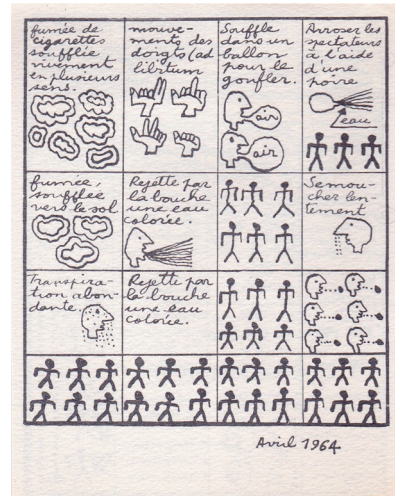 fumée de
cigarettes
soufflée
vivement
en plusieurs
sens.
mouve-
ments des
doigts (ad
libitum
Souffle
dans un
ballon
pour le
gonfler.
air
air
Arroser les
spectateurs
à l'aide
d'une
poire
eau
fumée,
soufflée
vers le sol
Rejette par
la bouche
une eau
colorée.
Se mou-
cher len-
tement
Transpira-
tion abon-
dante.
Rejette par
la bouche
une eau
colorée.
Avril 1964